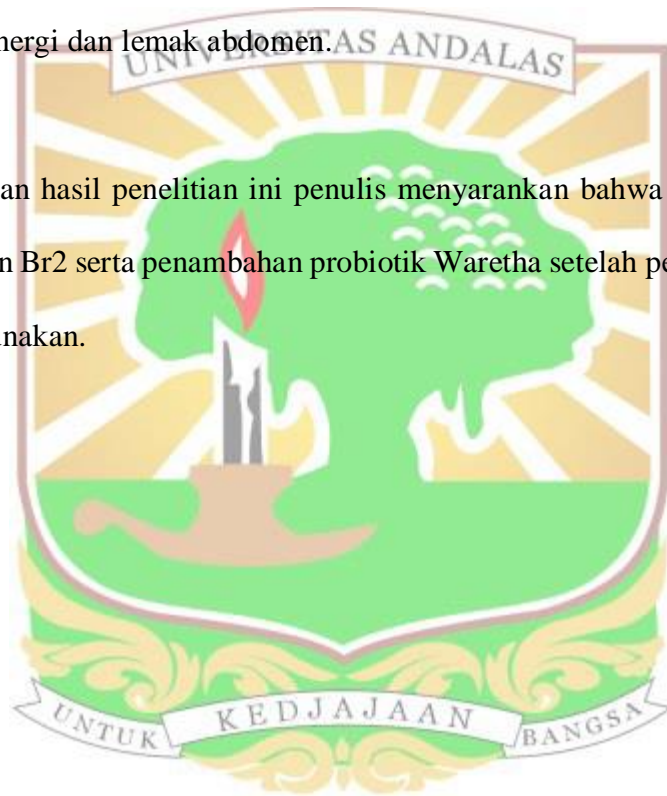 nergi dan lemak abdomen.
UNIVERSITAS ANDALAS
an hasil penelitian ini penulis menyarankan bahwa
n Br2 serta penambahan probiotik Waretha setelah pe
nakan.
UNTUK KEDJAJAAN BANGSA